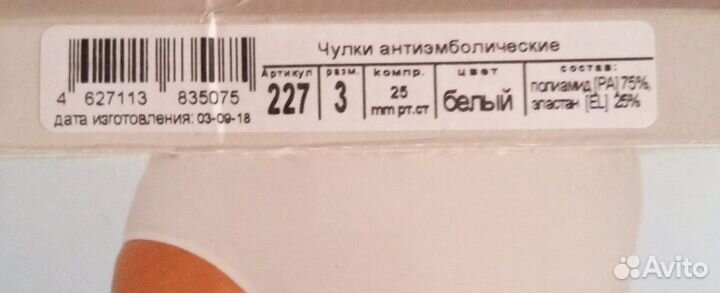 Чулки антиэмболические
Артикул разм. компр. цвет состав:
227 3 25 mm рт.ст белый полиамид [PA] 75%, эластан [EL] 25%
4 627113 835075
дата изготовления: 03-09-18
Avito